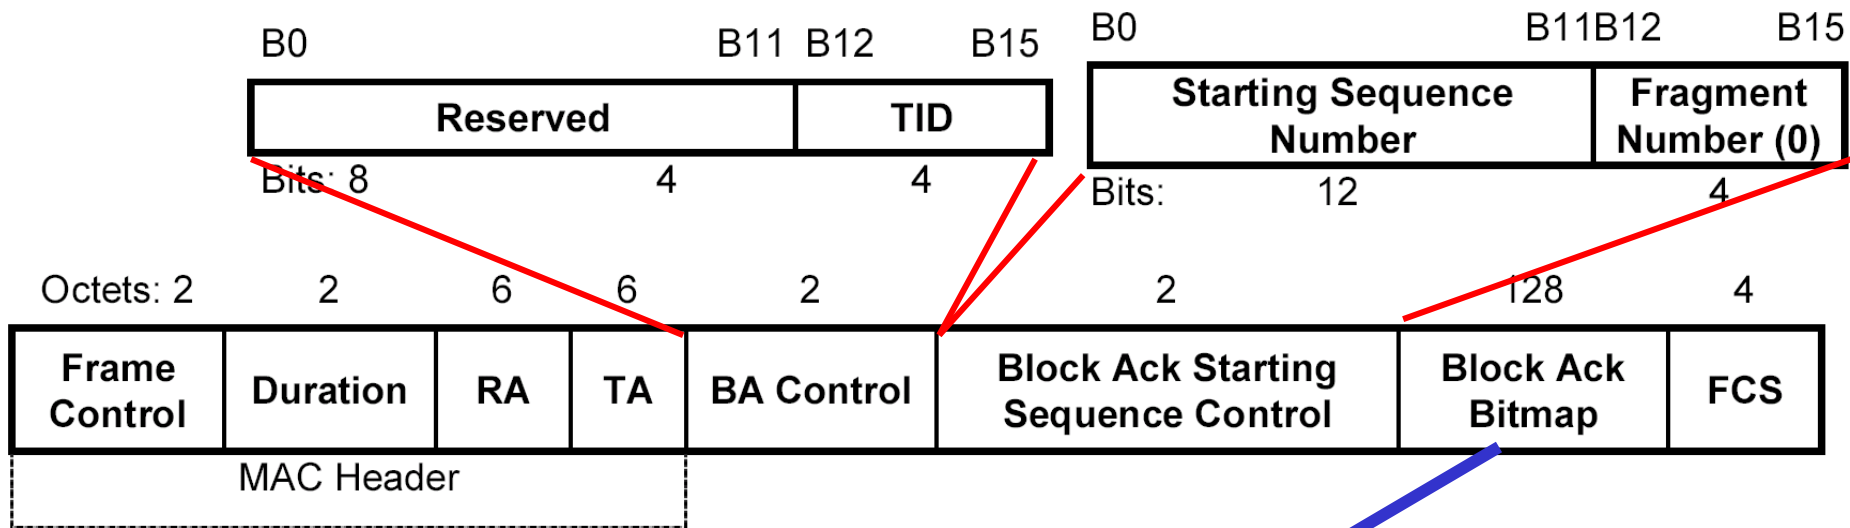 B0 B11 B12 B15
Reserved TID
Bits: 8 4 4
B0 B11B12 B15
Starting Sequence Number Fragment Number (0)
Bits: 12 4
Octets: 2 2 6 6 2 2 128 4
Frame Control Duration RA TA BA Control Block Ack Starting Sequence Control Block Ack Bitmap FCS
MAC Header